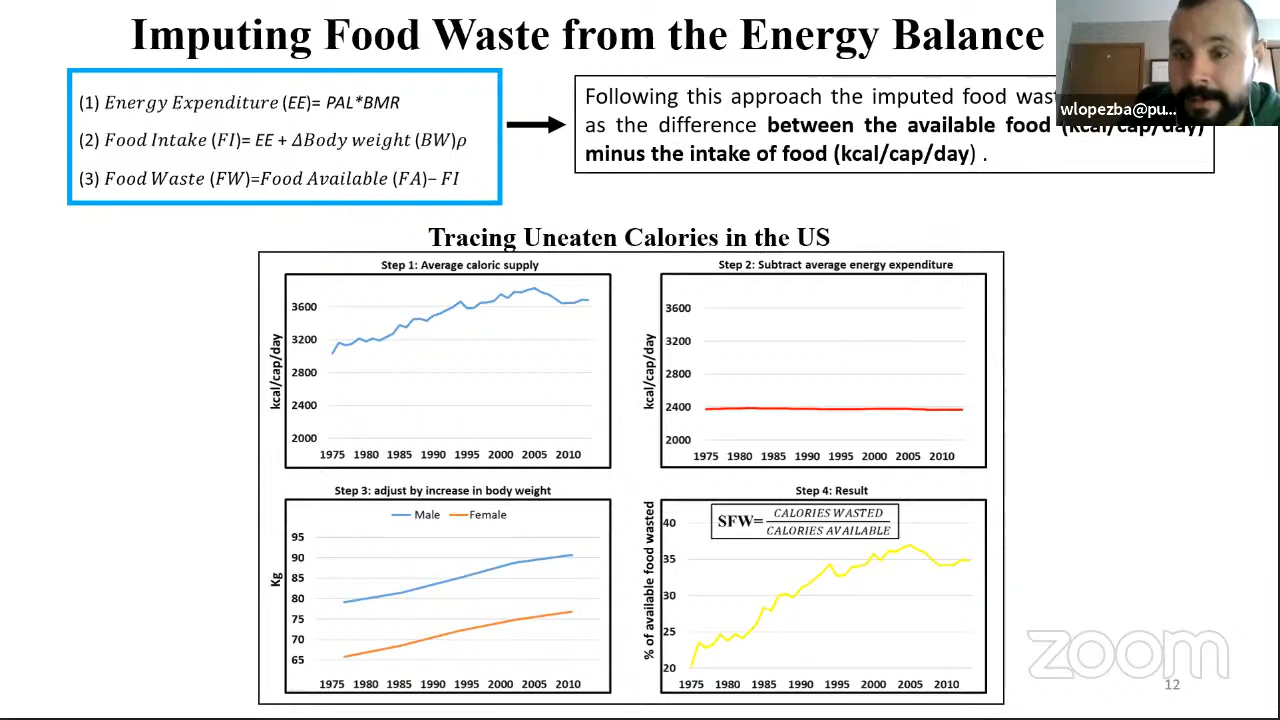 Imputing Food Waste from the Energy Balance
(1) Energy Expenditure (EE)= PAL*BMR
(2) Food Intake (FI)= EE + ΔBody weight (BW)ρ
(3) Food Waste (FW)=Food Available (FA)− FI
Following this approach the imputed food
as the difference between the available food (kcal/cap/day)
minus the intake of food (kcal/cap/day) .
wlopezba@pu...
Tracing Uneaten Calories in the US
Step 1: Average caloric supply
kcal/cap/day
3600
3200
2800
2400
2000
1975 1980 1985 1990 1995 2000 2005 2010
Step 2: Subtract average energy expenditure
kcal/cap/day
3600
3200
2800
2400
2000
1975 1980 1985 1990 1995 2000 2005 2010
Step 3: adjust by increase in body weight
Male Female
Kg
95
90
85
80
75
70
65
1975 1980 1985 1990 1995 2000 2005 2010
Step 4: Result
SFW= CALORIES WASTED
CALORIES AVAILABLE
% of available food wasted
40
35
30
25
20
1975 1980 1985 1990 1995 2000 2005 2010
zoom
12